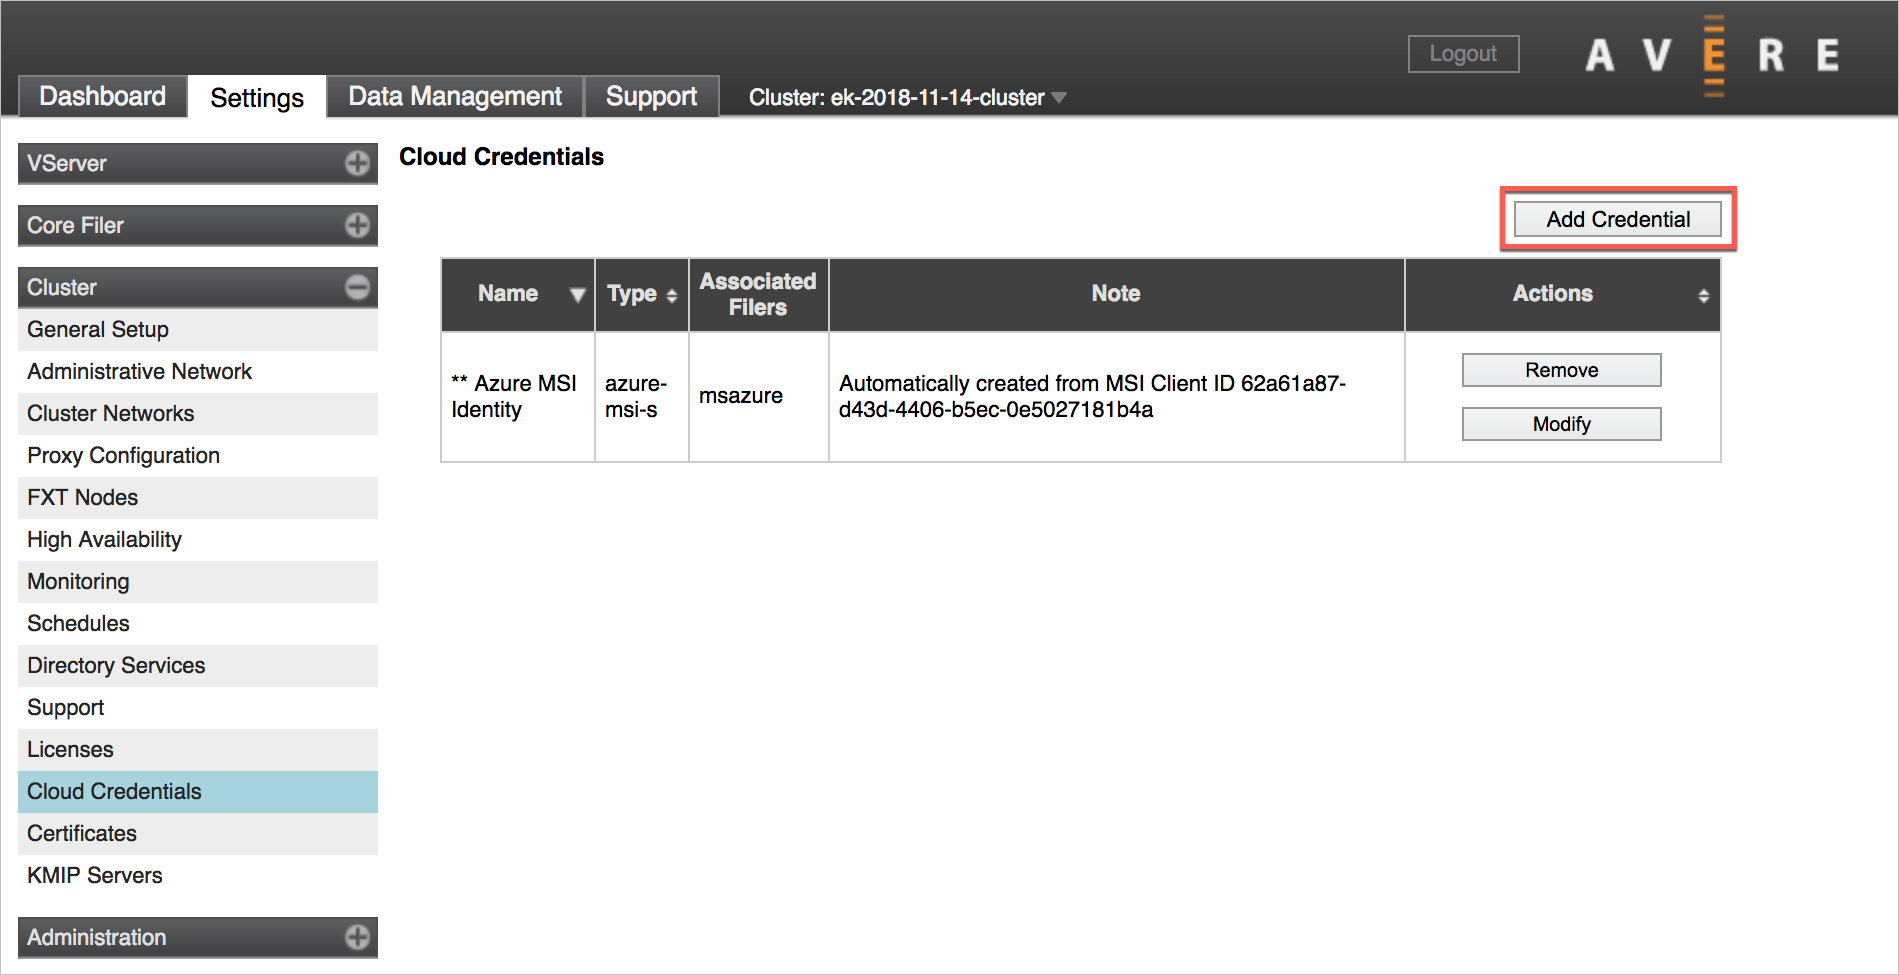 Logout
A V E R E
Dashboard
Settings
Data Management
Support
Cluster: ek-2018-11-14-cluster
VServer
Core Filer
Cluster
General Setup
Administrative Network
Cluster Networks
Proxy Configuration
FXT Nodes
High Availability
Monitoring
Schedules
Directory Services
Support
Licenses
Cloud Credentials
Certificates
KMIP Servers
Administration
Cloud Credentials
Add Credential
Name
Type
Associated
Filers
Note
Actions
** Azure MSI
Identity
azure-
msi-s
msazure
Automatically created from MSI Client ID 62a61a87-
d43d-4406-b5ec-0e5027181b4a
Remove
Modify